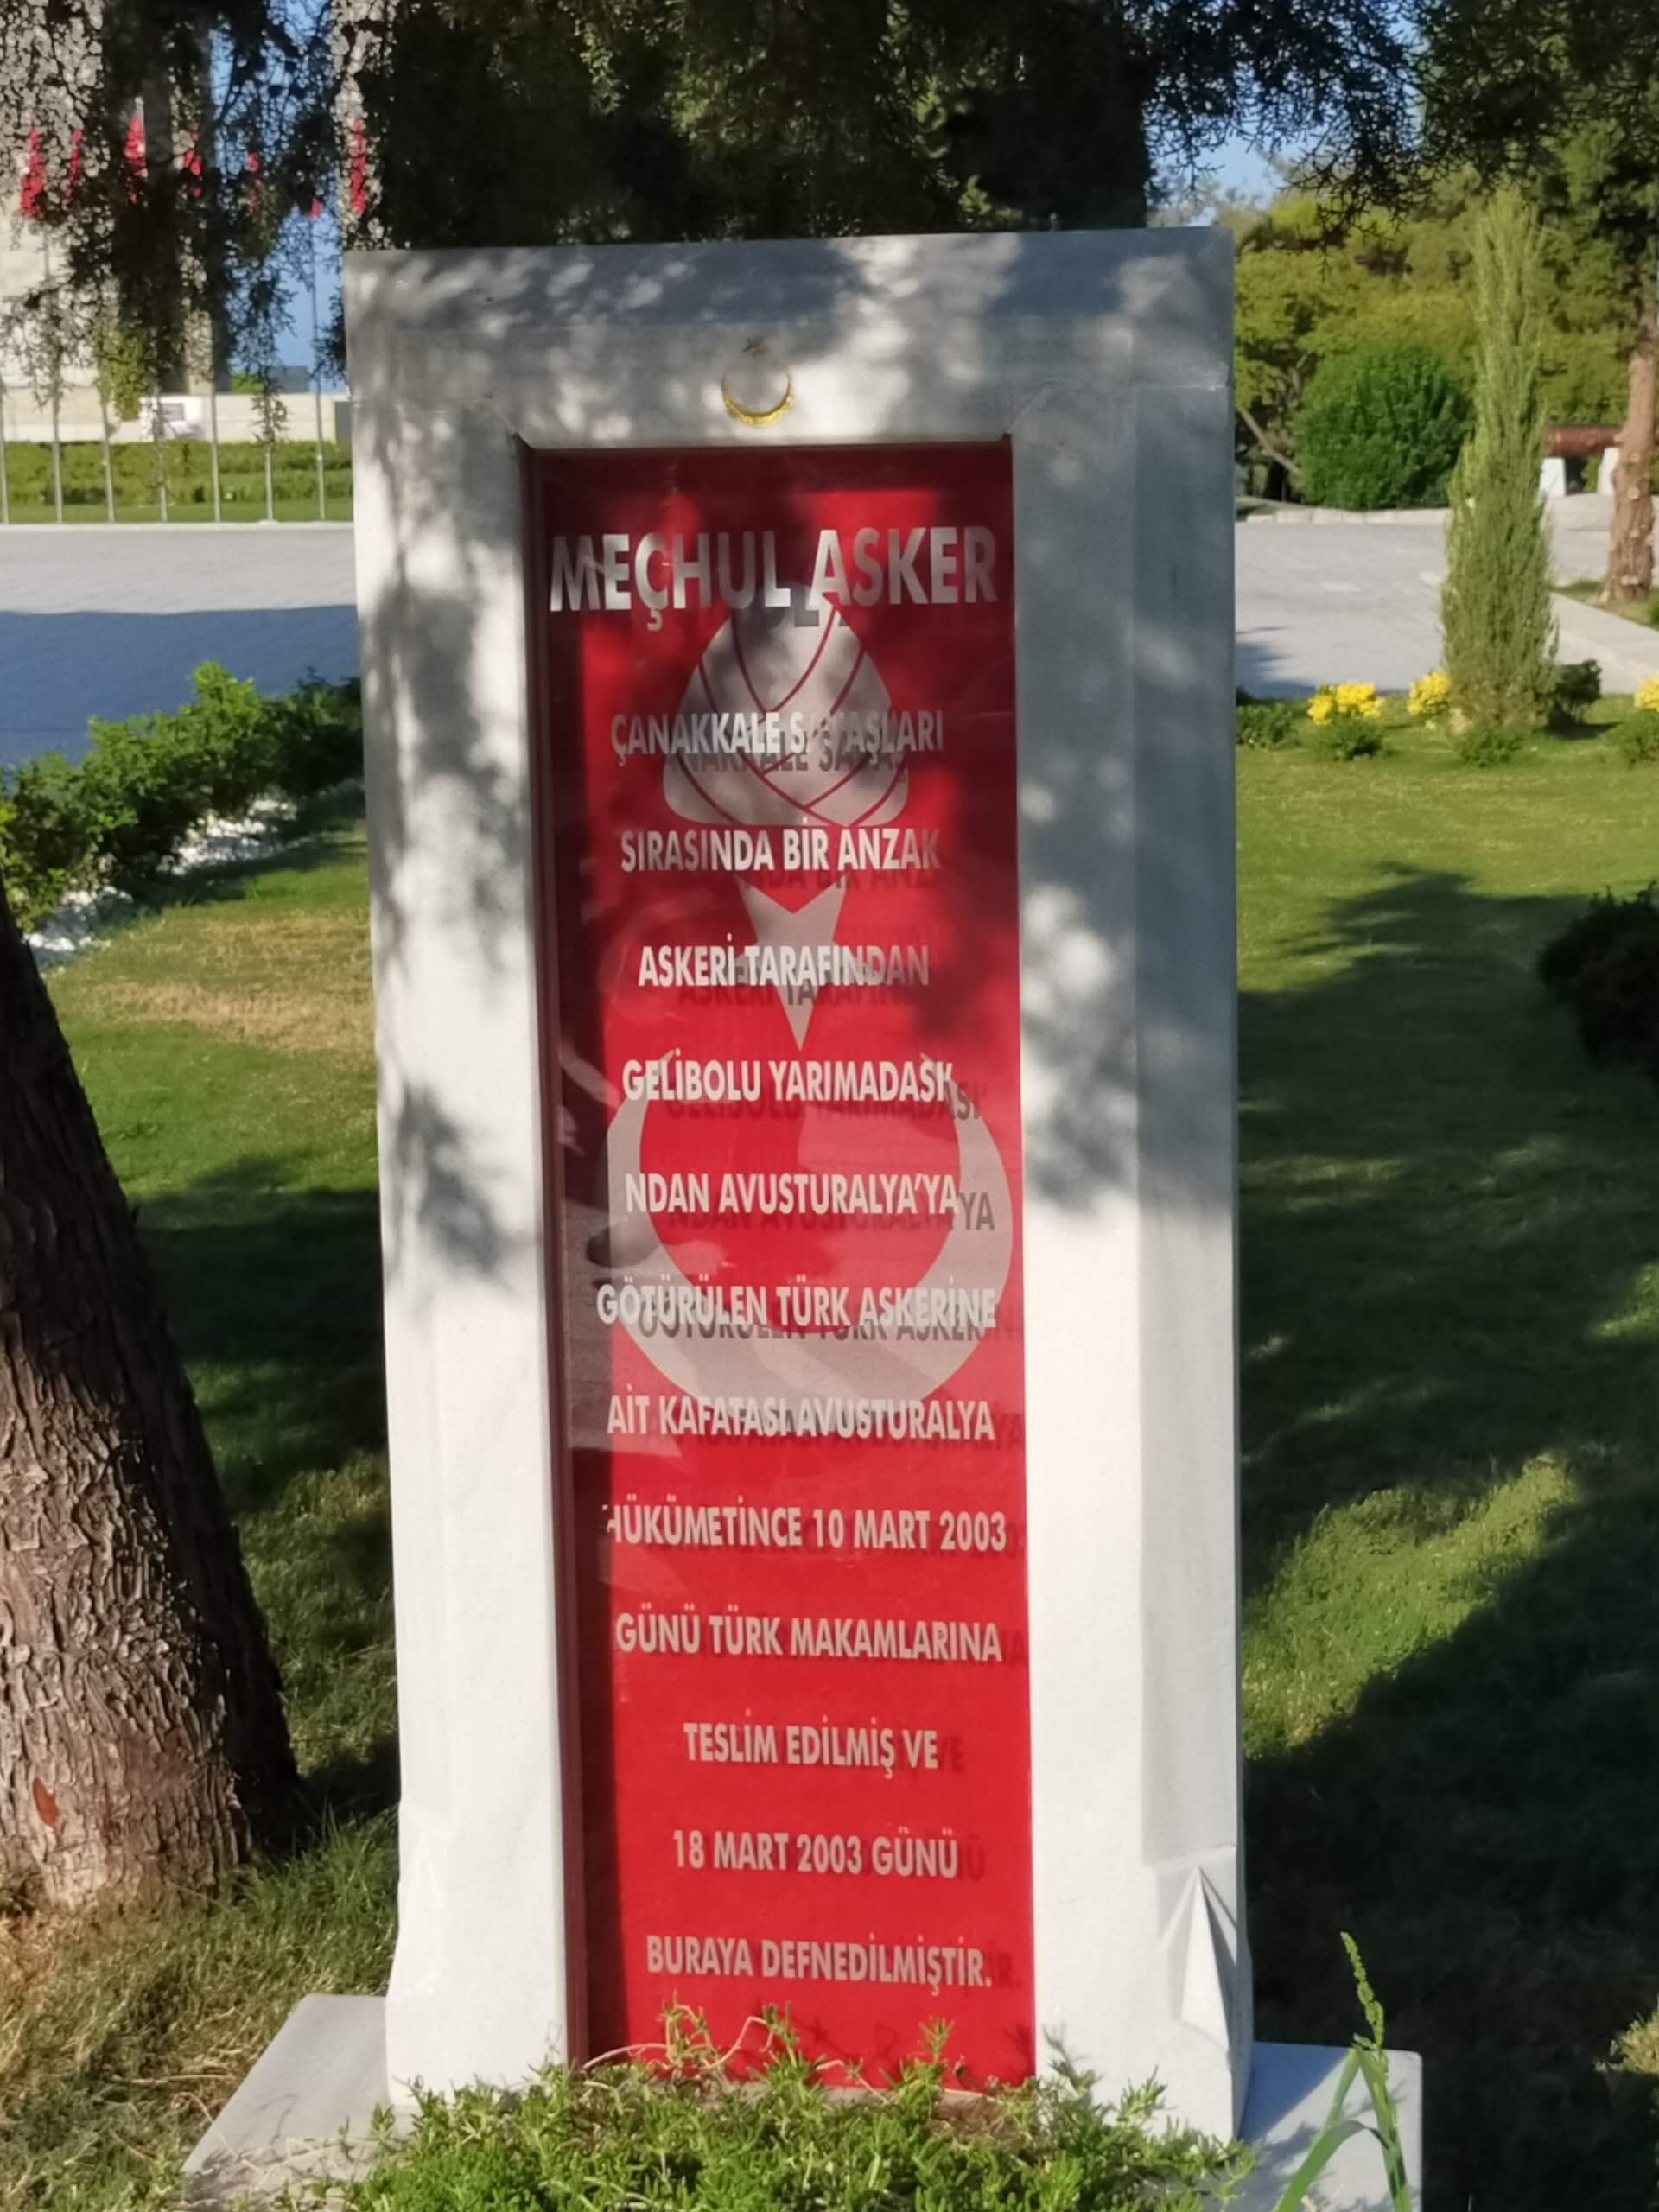 MEÇHUL ASKER
ÇANAKKALE SAVAŞLARI
SIRASINDA BİR ANZAK
ASKERİ TARAFINDAN
GELİBOLU YARIMADASI'
NDAN AVUSTURALYA'YA
GÖTÜRÜLEN TÜRK ASKERİNE
AİT KAFATASI AVUSTURALYA
HÜKÜMETİNCE 10 MART 2003
GÜNÜ TÜRK MAKAMLARINA
TESLİM EDİLMİŞ VE
18 MART 2003 GÜNÜ
BURAYA DEFNEDİLMİŞTİR.